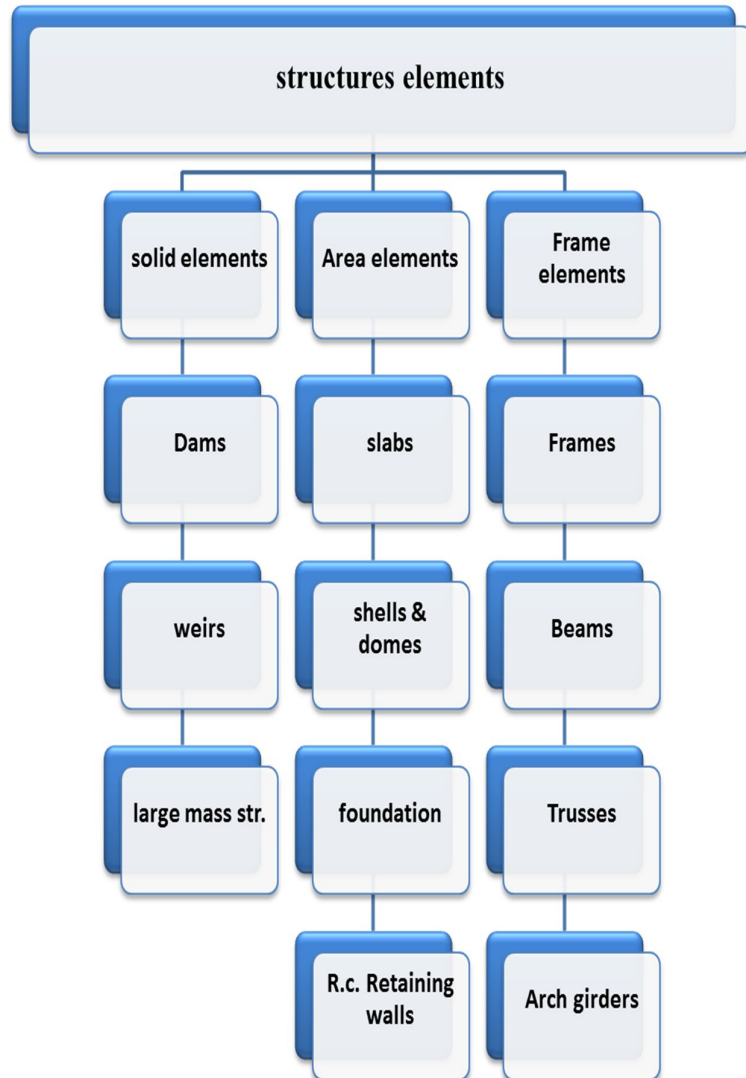 structures elements
solid elements
Area elements
Frame
elements
Dams
slabs
Frames
weirs
shells &
domes
Beams
large mass str.
foundation
Trusses
R.c. Retaining
walls
Arch girders